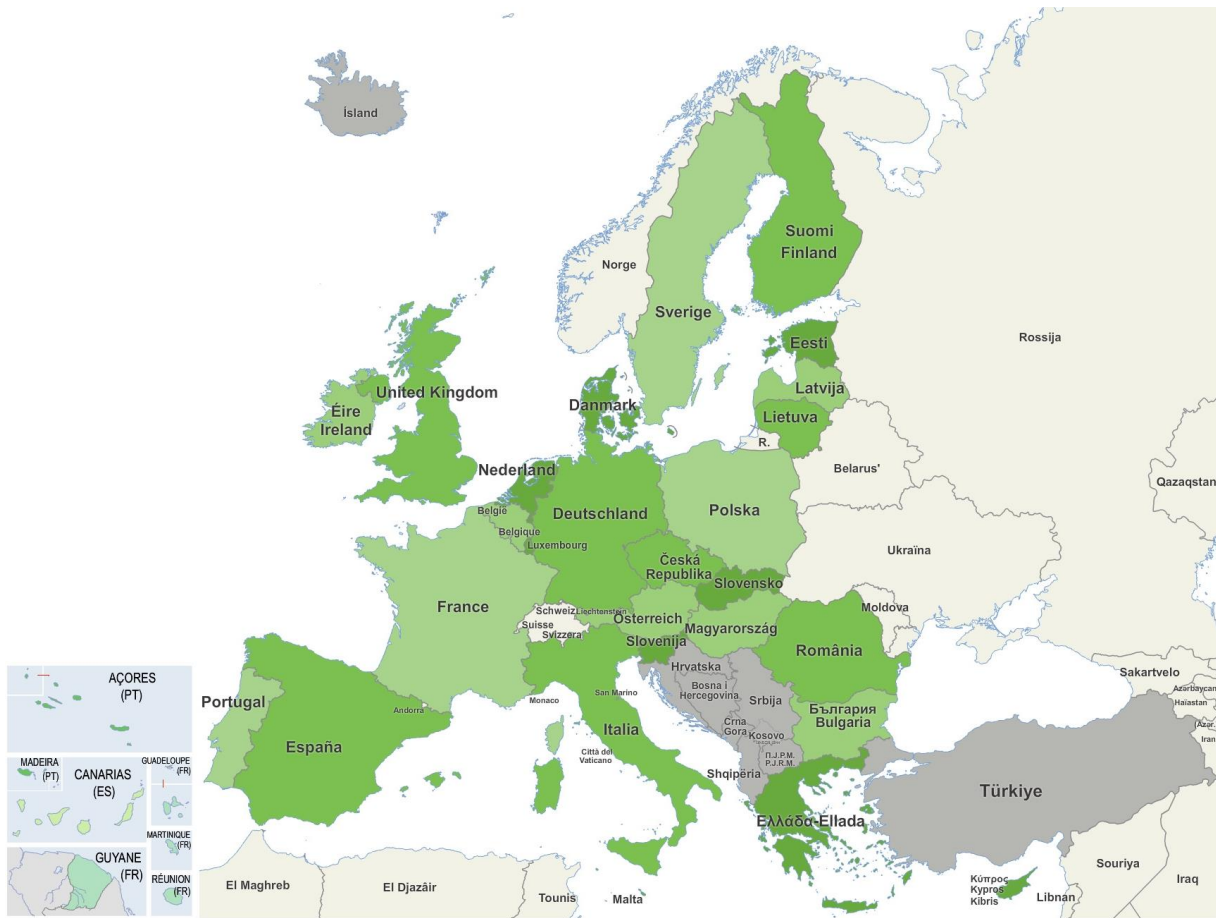 Ísland
Suomi
Finland
Norge
Sverige
Rossija
Eesti
Latvija
Lietuva
R.
Danmark
United Kingdom
Éire
Ireland
Nederland
België
Belgique
Luxembourg
Deutschland
Polska
Belarus'
Qazaqstan
Ukraïna
Česká
Republika
Slovensko
France
Schweiz
Suisse
Svizzera
Liechtenstein
Österreich
Magyarország
Moldova
Slovenija
România
Hrvatska
Bosna i
Hercegovina
Srbija
България
Bulgaria
Crna
Gora
Kosovo
П.J.P.M.
P.J.R.M.
Shqipëria
Sakartvelo
Azərbaycan
Haïastan
(Azər.
Iran
San Marino
Monaco
Italia
Città del
Vaticano
Andorra
Portugal
España
Türkiye
Ελλάδα-Ellada
Κύπρος
Kypros
Kibris
Souriya
Libnan
Iraq
El Maghreb
El Djazâir
Tounis
Malta
AÇORES
(PT)
MADEIRA
(PT)
CANARIAS
(ES)
GUADELOUPE
(FR)
MARTINIQUE
(FR)
GUYANE
(FR)
RÉUNION
(FR)